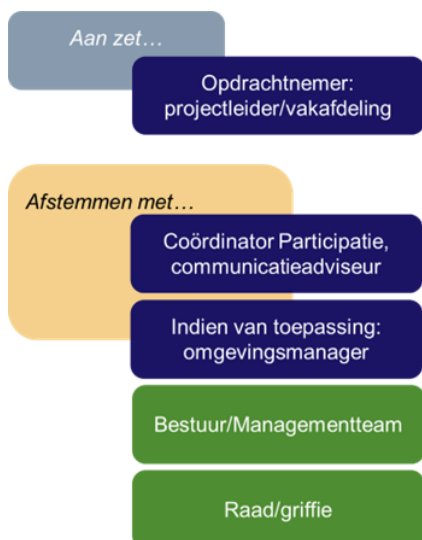 Aan zet…
Opdrachtnemer:
projectleider/vakafdeling
Afstemmen met…
Coördinator Participatie,
communicatieadviseur
Indien van toepassing:
omgevingsmanager
Bestuur/Managementteam
Raad/griffie